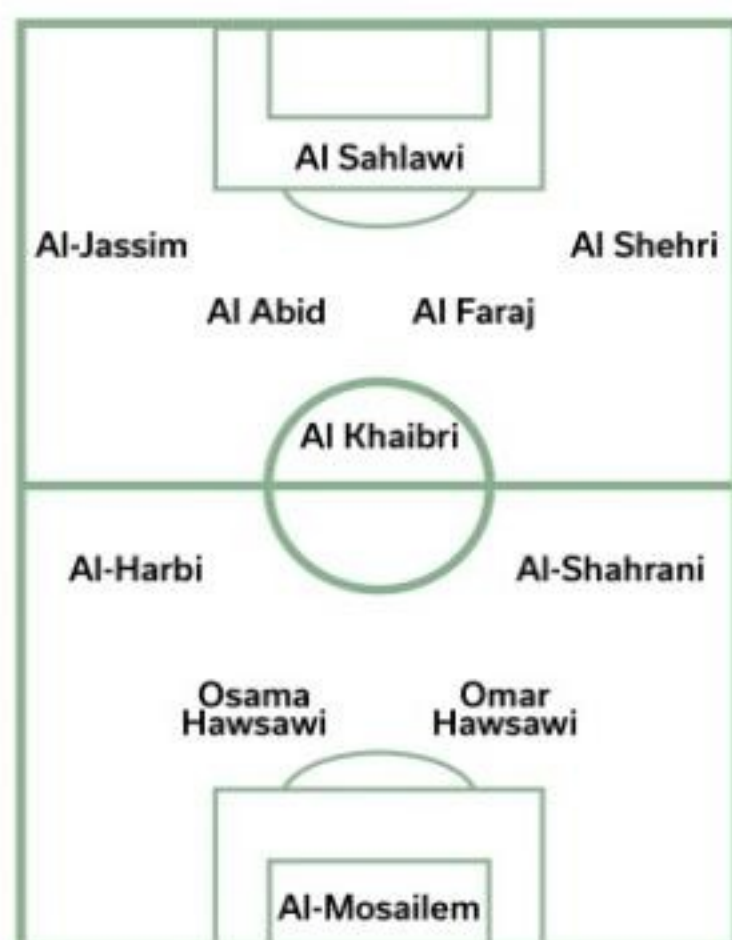 Al Sahlawi
Al-Jassim
Al Shehri
Al Abid
Al Faraj
Al Khaibri
Al-Harbi
Al-Shahrani
Osama
Hawsawi
Omar
Hawsawi
Al-Mosailem